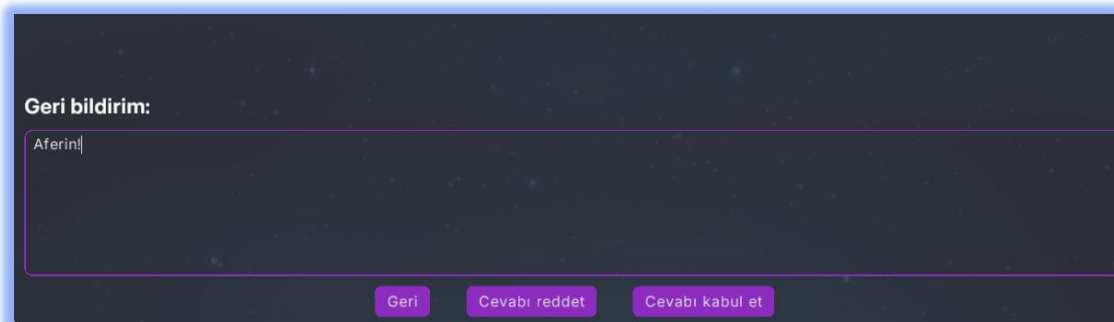 Geri bildirim:
Aferin!
Geri Cevabı reddet Cevabı kabul et